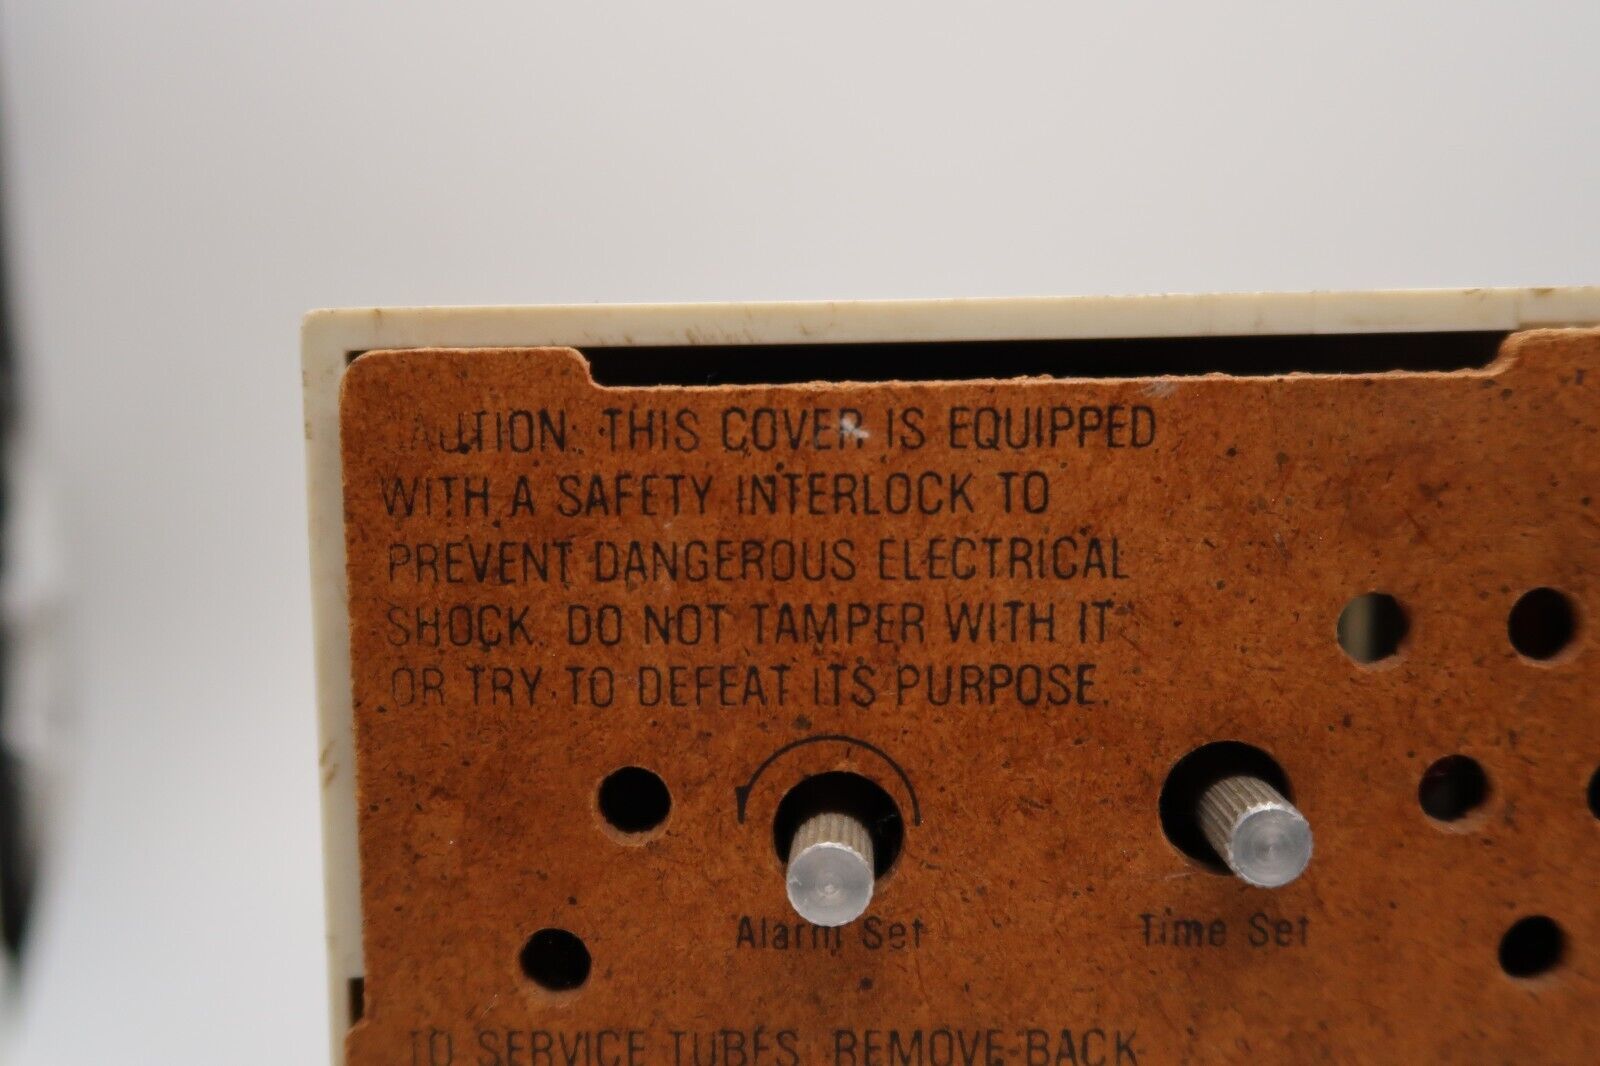 CAUTION: THIS COVER IS EQUIPPED
WITH A SAFETY INTERLOCK TO
PREVENT DANGEROUS ELECTRICAL
SHOCK. DO NOT TAMPER WITH IT
OR TRY TO DEFEAT ITS PURPOSE.
Alarm Set
Time Set
TO SERVICE TUBES, REMOVE BACK